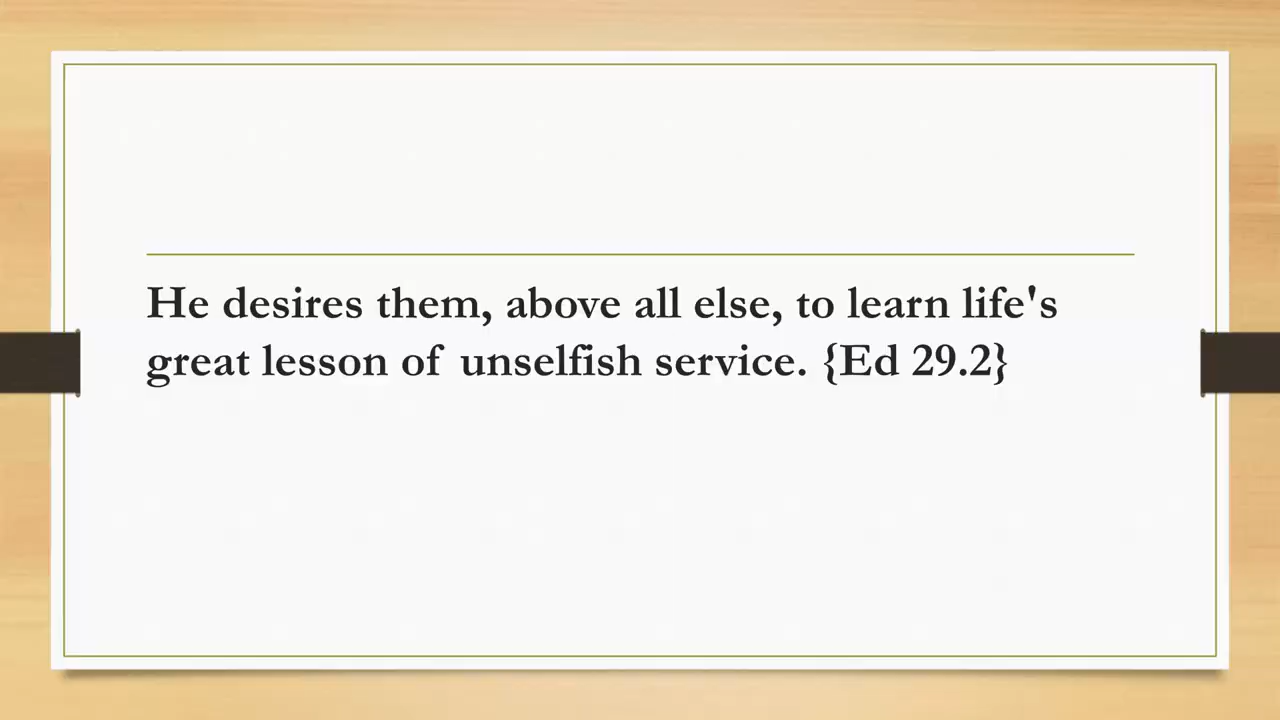 He desires them, above all else, to learn life's
great lesson of unselfish service. {Ed 29.2}